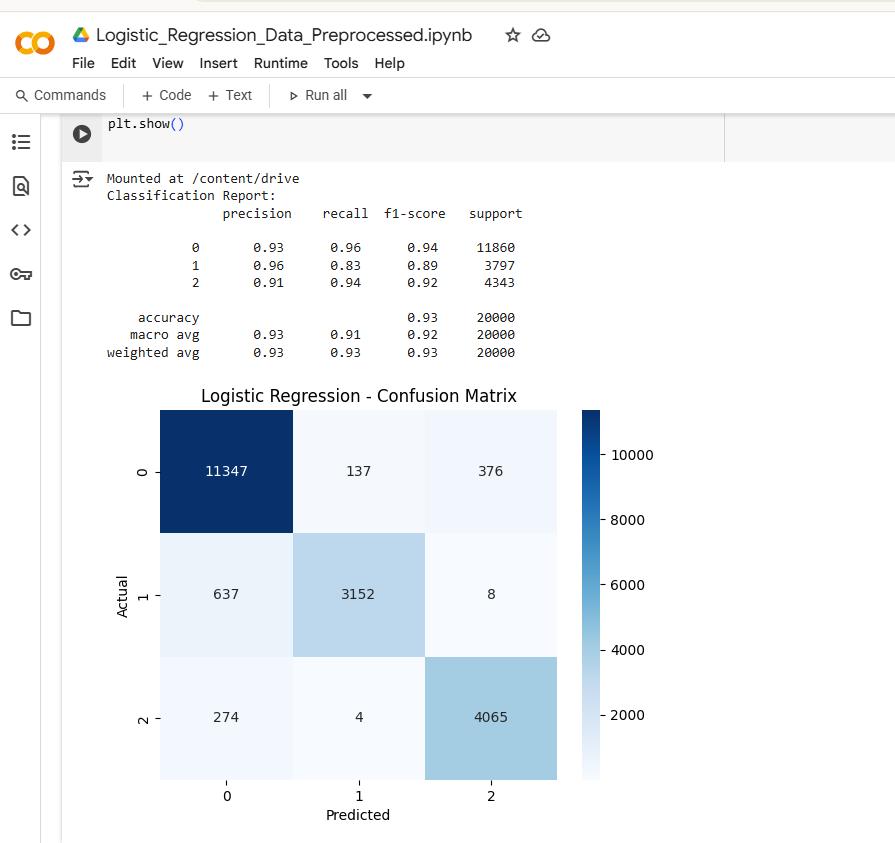 Logistic_Regression_Data_Preprocessed.ipynb
File Edit View Insert Runtime Tools Help
Commands + Code + Text Run all
plt.show()
Mounted at /content/drive
Classification Report:
precision recall f1-score support
0 0.93 0.96 0.94 11860
1 0.96 0.83 0.89 3797
2 0.91 0.94 0.92 4343
accuracy 0.93 20000
macro avg 0.93 0.91 0.92 20000
weighted avg 0.93 0.93 0.93 20000
Logistic Regression - Confusion Matrix
10000
0 11347 137 376
8000
6000
Actual
1 637 3152 8
4000
2000
2 274 4 4065
0 1 2
Predicted